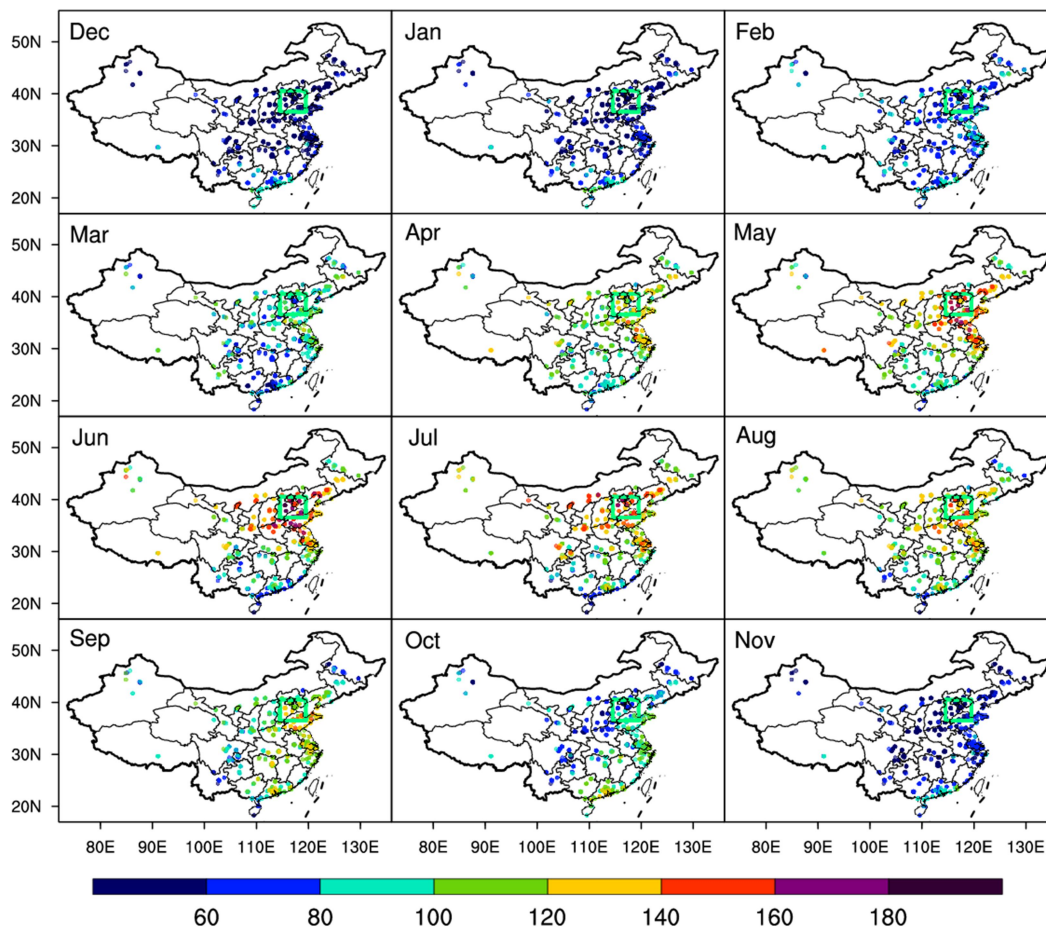 Dec Jan Feb
50N
40N
30N
20N
Mar Apr May
50N
40N
30N
20N
Jun Jul Aug
50N
40N
30N
20N
Sep Oct Nov
50N
40N
30N
20N
80E 90E 100E 110E 120E 130E 80E 90E 100E 110E 120E 130E 80E 90E 100E 110E 120E 130E
60 80 100 120 140 160 180